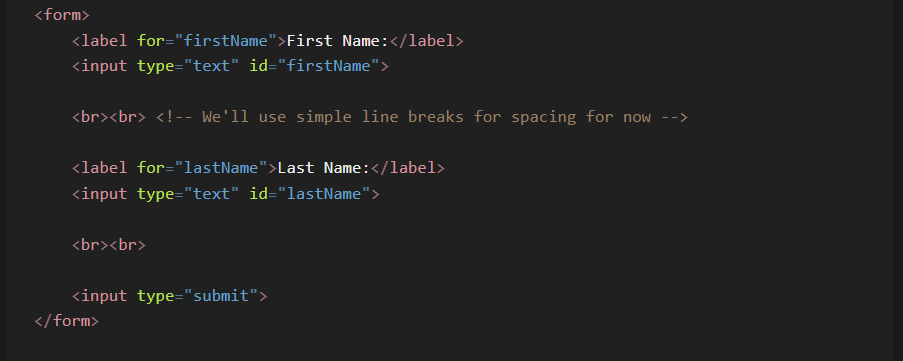 <form>
<label for="firstName">First Name:</label>
<input type="text" id="firstName">
<br><br> <!-- We'll use simple line breaks for spacing for now -->
<label for="lastName">Last Name:</label>
<input type="text" id="lastName">
<br><br>
<input type="submit">
</form>